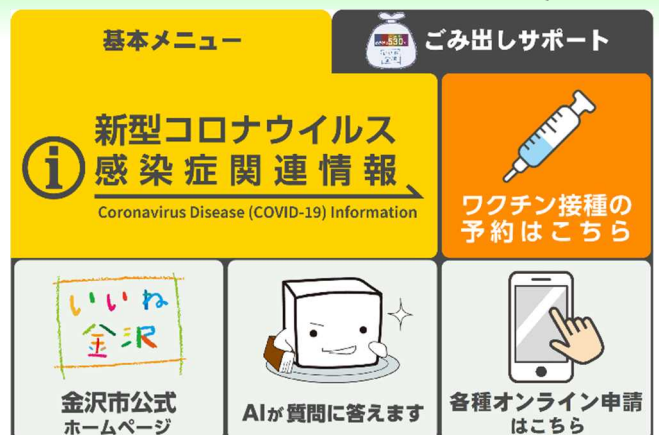 基本メニュー
ごみ出しサポート
新型コロナウイルス
感染症関連情報
Coronavirus Disease (COVID-19) Information
ワクチン接種の
予約はこちら
いいね
金沢
金沢市公式
ホームページ
AIが質問に答えます
各種オンライン申請
はこちら